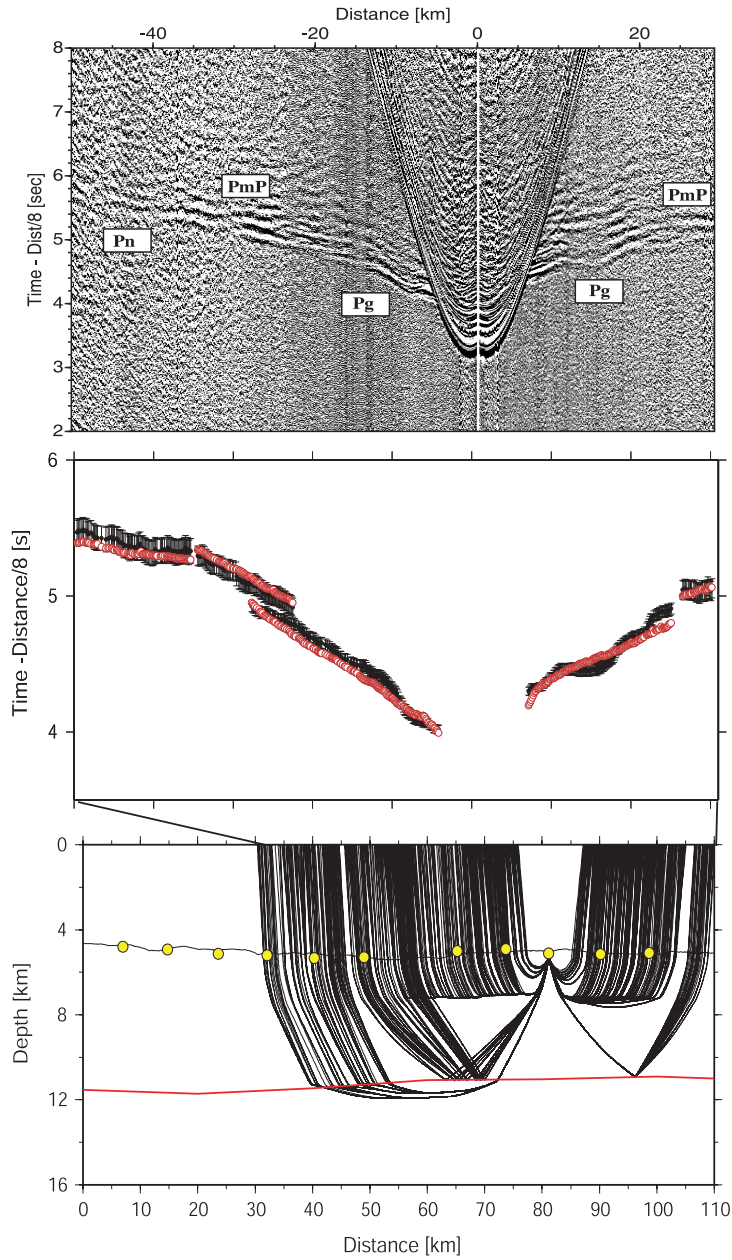 Distance [km]
-40 -20 0 20
8
7
6
5
4
3
2
Time - Dist/8 [sec]
PmP
PmP
Pn
Pg
Pg
6
5
4
Time -Distance/8 [s]
0
4
8
12
16
Depth [km]
0 10 20 30 40 50 60 70 80 90 100 110
Distance [km]